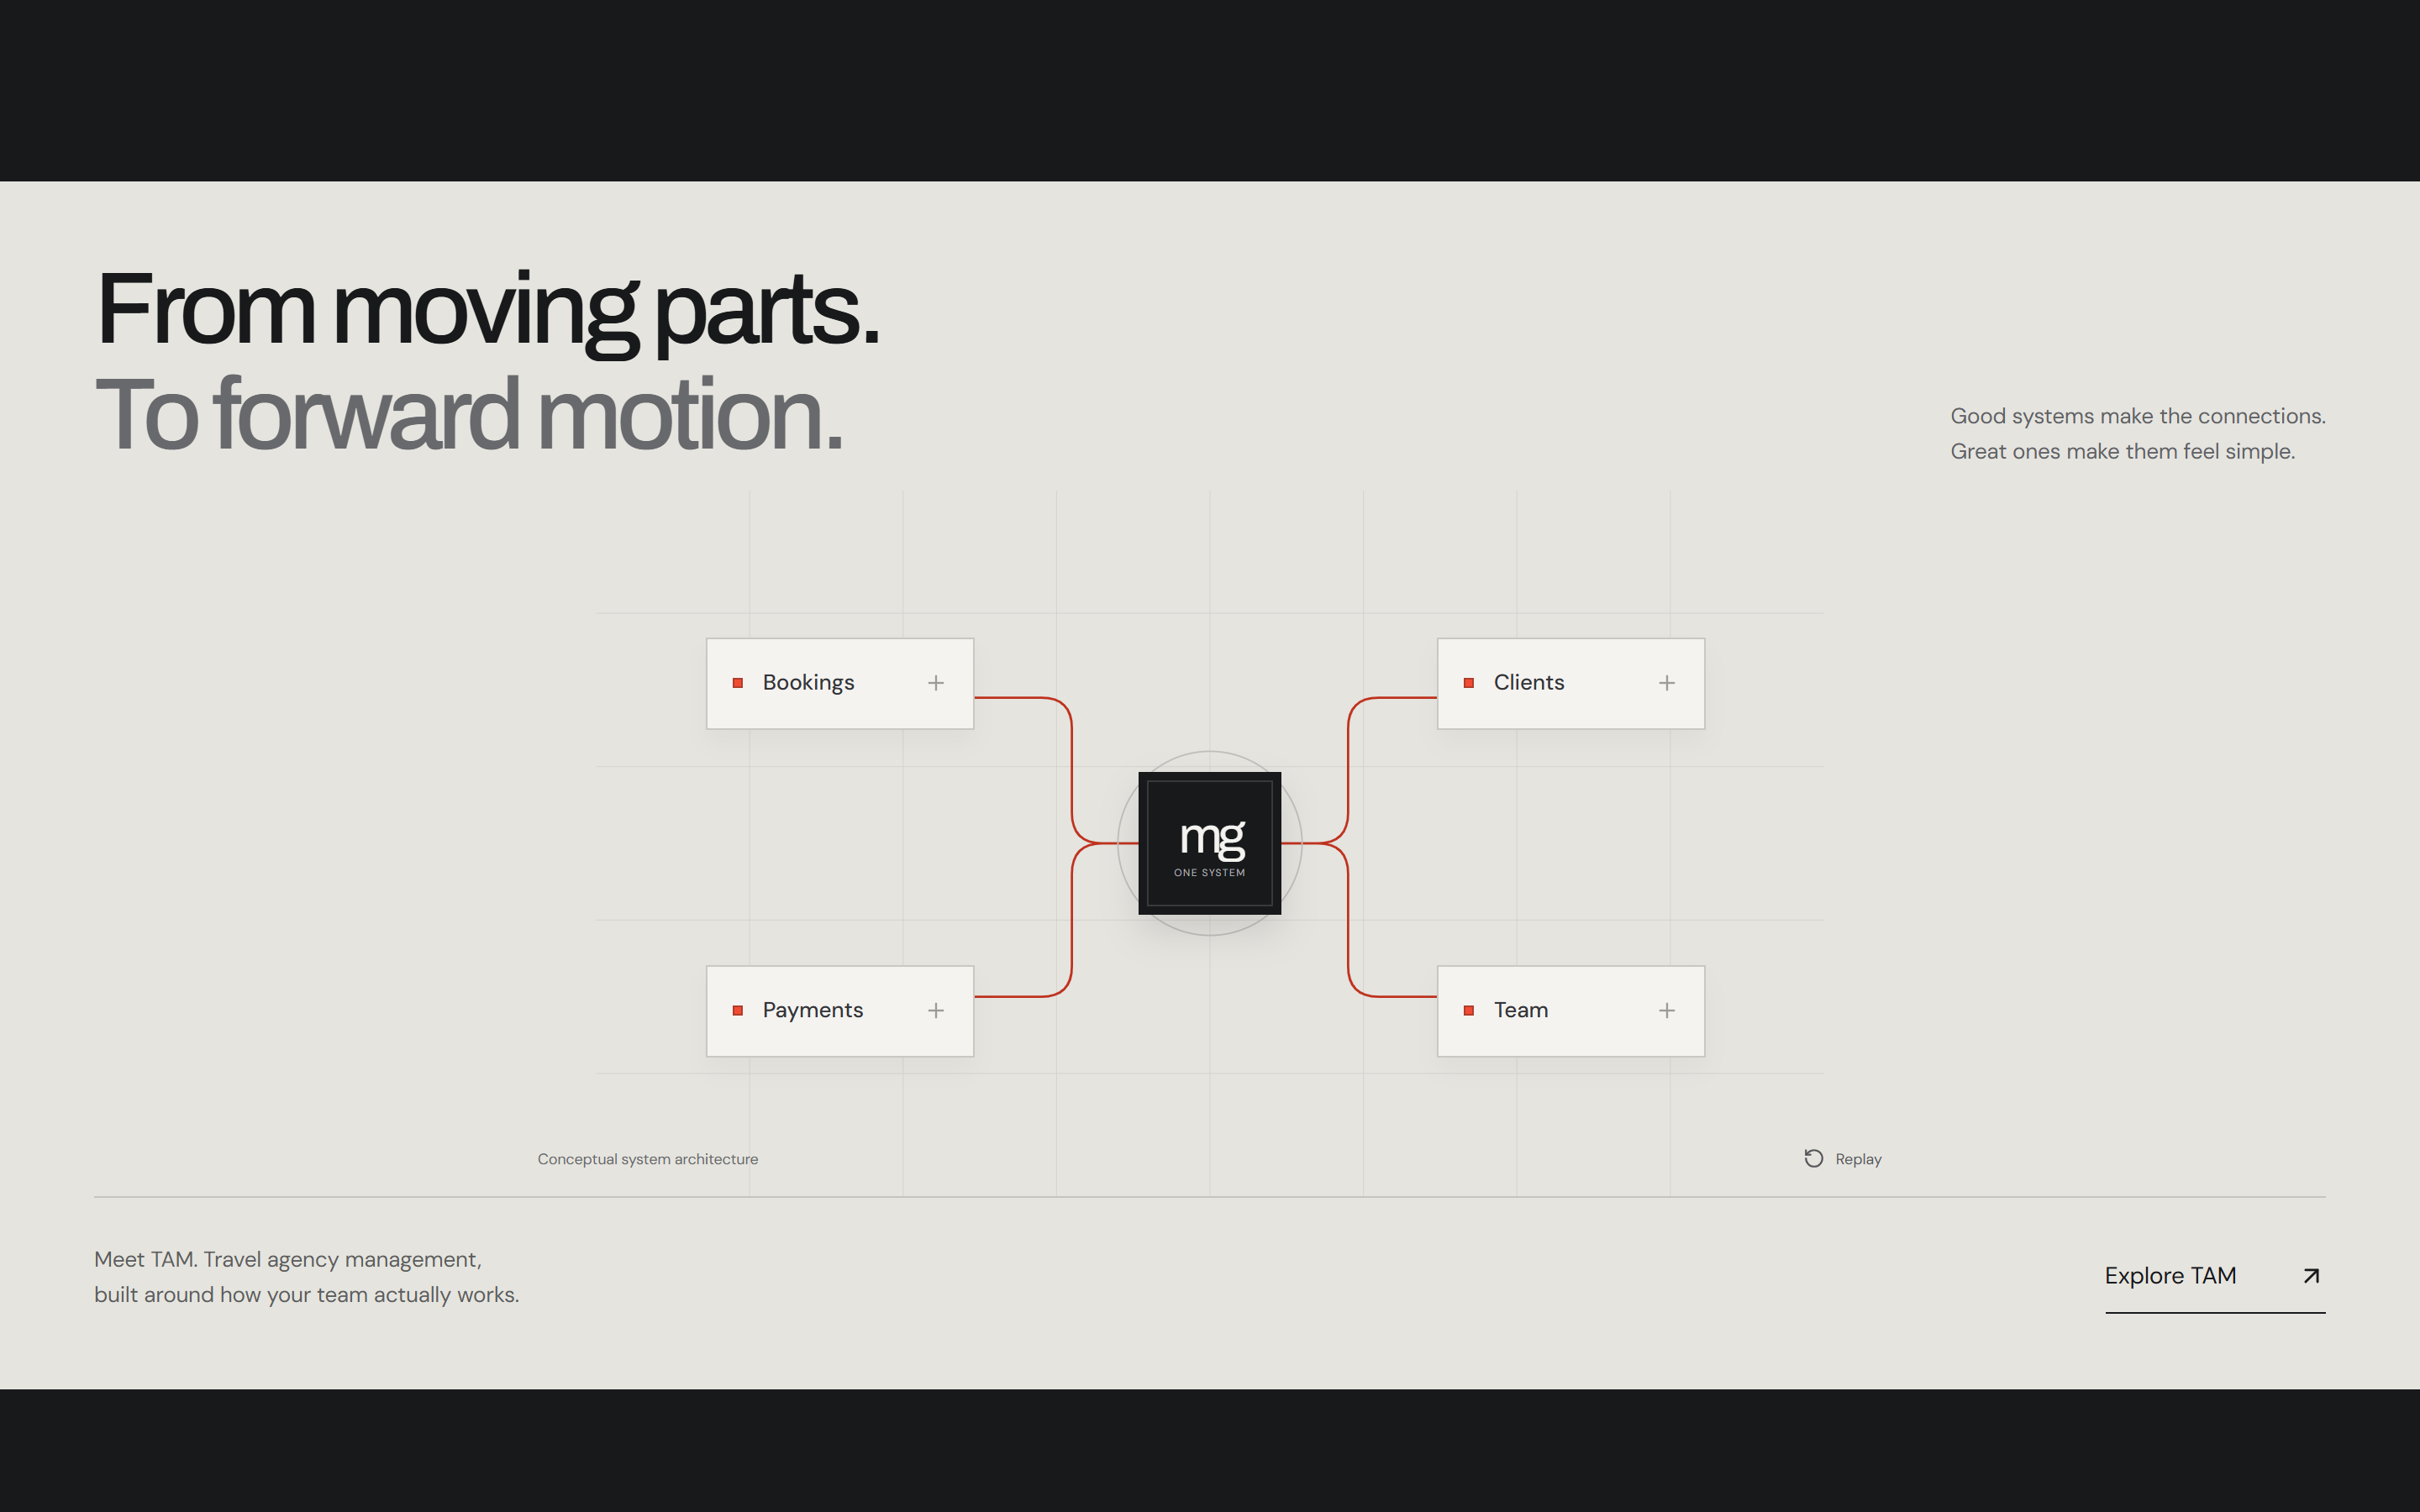 From moving parts.
To forward motion.
Good systems make the connections.
Great ones make them feel simple.
Bookings
Clients
mg
ONE SYSTEM
Payments
Team
Conceptual system architecture
Replay
Meet TAM. Travel agency management,
built around how your team actually works.
Explore TAM